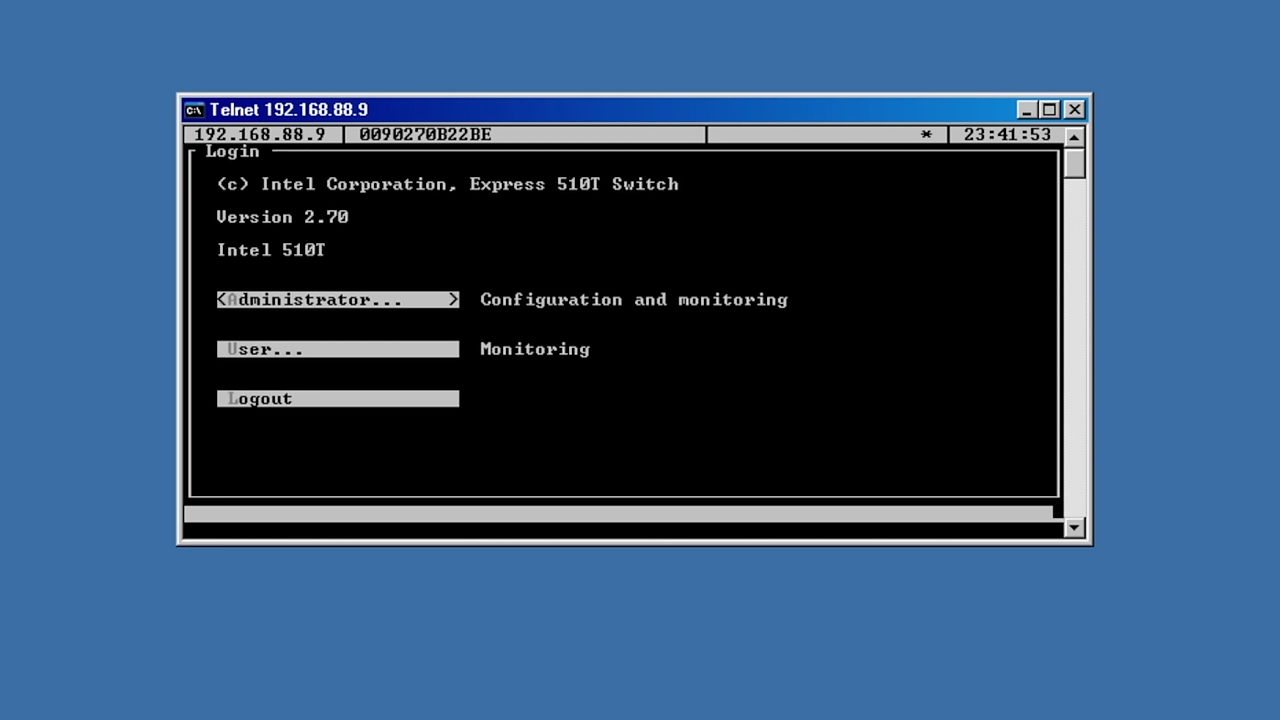 Telnet 192.168.88.9
192.168.88.9 0090270B22BE * 23:41:53
Login
(c) Intel Corporation, Express 510T Switch
Version 2.70
Intel 510T
<Administrator... > Configuration and monitoring
User... Monitoring
Logout